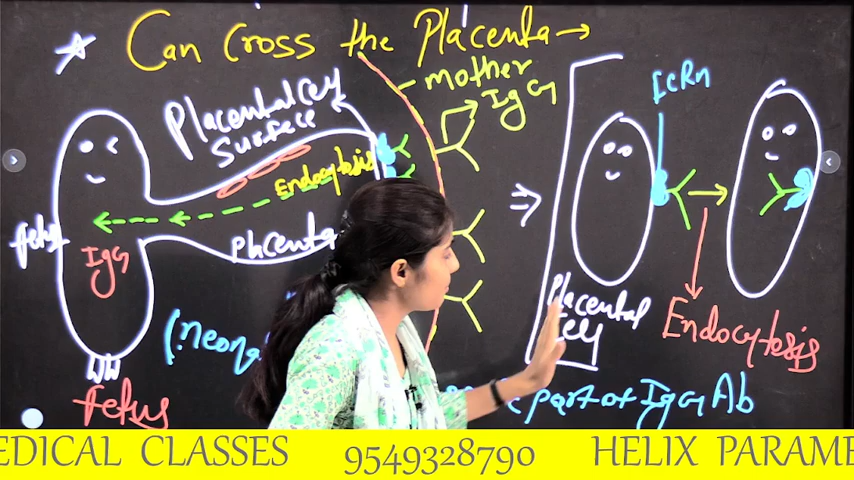 Can Cross the Placenta →
mother
IgG
Placental Cell
Surface
Endocytosis
Fetus
IgG
Placenta
(neona
Fetus
FcRn
Placental
Cell
Endocytosis
part of IgG Ab
EDICAL CLASSES 9549328790 HELIX PARAME